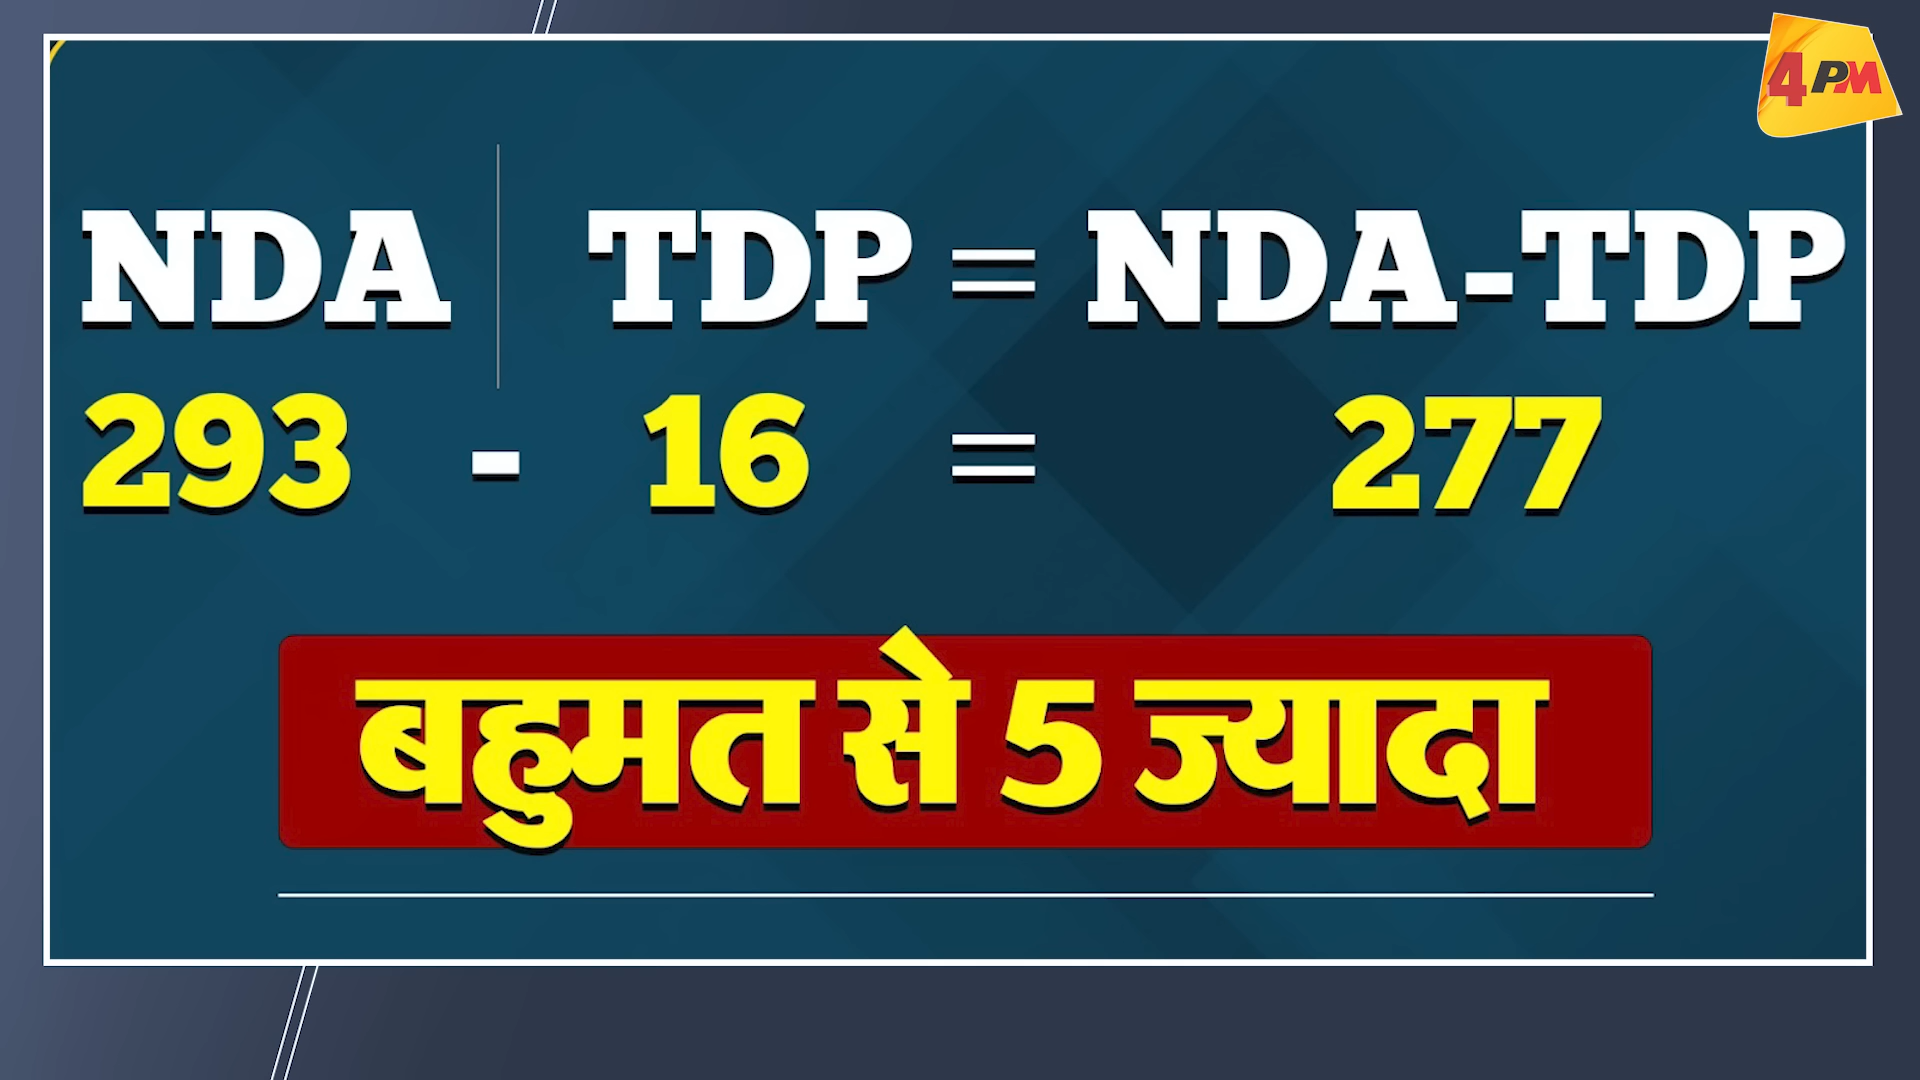 4PM
NDA TDP = NDA-TDP
293 - 16 = 277
बहुमत से 5 ज्यादा